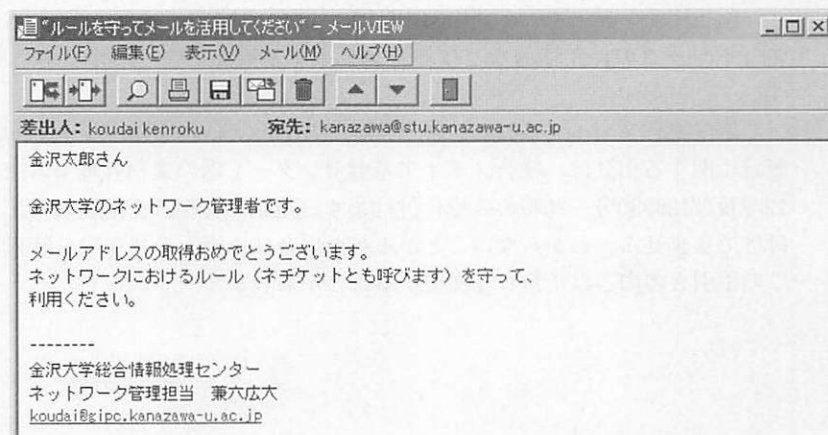 "ルールを守ってメールを活用してください" - メールVIEW
ファイル(F) 編集(E) 表示(V) メール(M) ヘルプ(H)
差出人: koudai kenroku 宛先: kanazawa@stu.kanazawa-u.ac.jp
金沢太郎さん
金沢大学のネットワーク管理者です。
メールアドレスの取得おめでとうございます。
ネットワークにおけるルール（ネチケットとも呼びます）を守って、
利用ください。
--------
金沢大学総合情報処理センター
ネットワーク管理担当 兼六広大
koudai@gipc.kanazawa-u.ac.jp